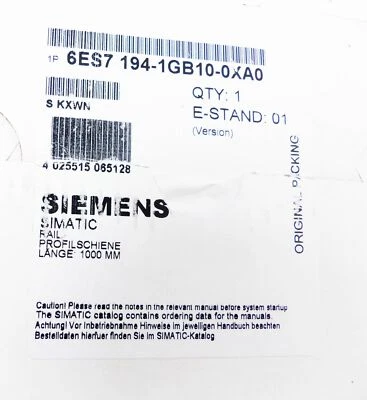 1P 6ES7 194-1GB10-0XA0
QTY: 1
S KXWN
E-STAND: 01
(Version)
4 025515 065128
ORIGINAL PACKING
SIEMENS
SIMATIC
RAIL
PROFILSCHIENE
LÄNGE: 1000 MM
Caution! Please read the notes in the relevant manual before system startup
The SIMATIC catalog contains ordering data for the manuals.
Achtung! Vor Inbetriebnahme Hinweise im jeweiligen Handbuch beachten
Bestelldaten hierfuer finden Sie im SIMATIC-Katalog